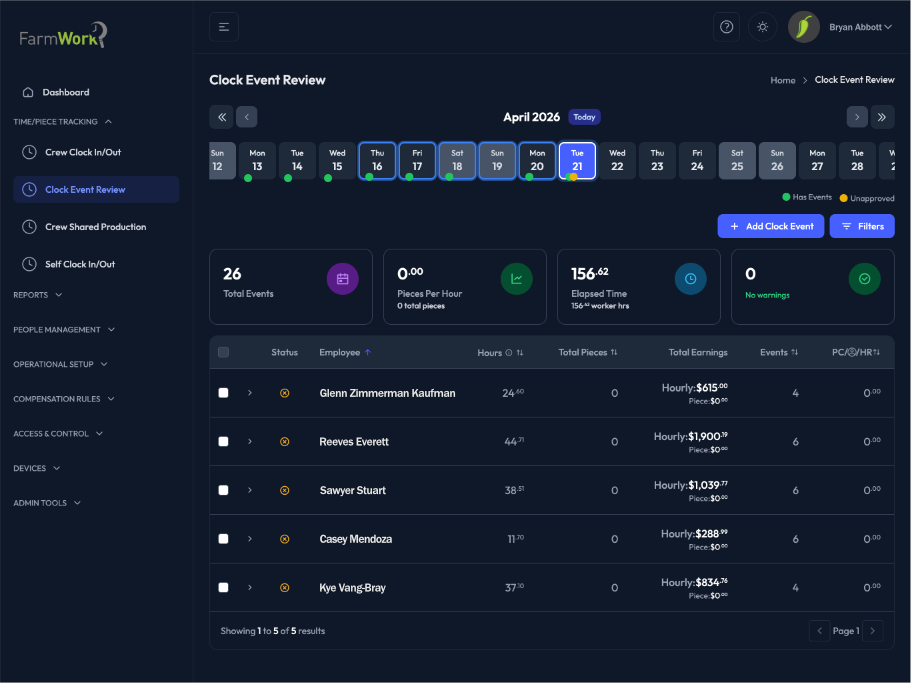 FarmWork
Bryan Abbott
Dashboard
TIME/PIECE TRACKING
Crew Clock In/Out
Clock Event Review
Crew Shared Production
Self Clock In/Out
REPORTS
PEOPLE MANAGEMENT
OPERATIONAL SETUP
COMPENSATION RULES
ACCESS & CONTROL
DEVICES
ADMIN TOOLS
Clock Event Review
Home > Clock Event Review
April 2026 Today
Sun Mon Tue Wed Thu Fri Sat Sun Mon Tue Wed Thu Fri Sat Sun Mon Tue
12 13 14 15 16 17 18 19 20 21 22 23 24 25 26 27 28
Has Events Unapproved
+ Add Clock Event Filters
26
Total Events
0.00
Pieces Per Hour
0 total pieces
156.62
Elapsed Time
156.62 worker hrs
0
No warnings
Status Employee Hours Total Pieces Total Earnings Events PC/HR
Glenn Zimmerman Kaufman 24.60 0 Hourly:$615.00 4 0.00
Piece:$0.00
Reeves Everett 44.71 0 Hourly:$1,900.19 6 0.00
Piece:$0.00
Sawyer Stuart 38.51 0 Hourly:$1,039.77 6 0.00
Piece:$0.00
Casey Mendoza 11.70 0 Hourly:$288.99 6 0.00
Piece:$0.00
Kye Vang-Bray 37.10 0 Hourly:$834.76 4 0.00
Piece:$0.00
Showing 1 to 5 of 5 results
Page 1